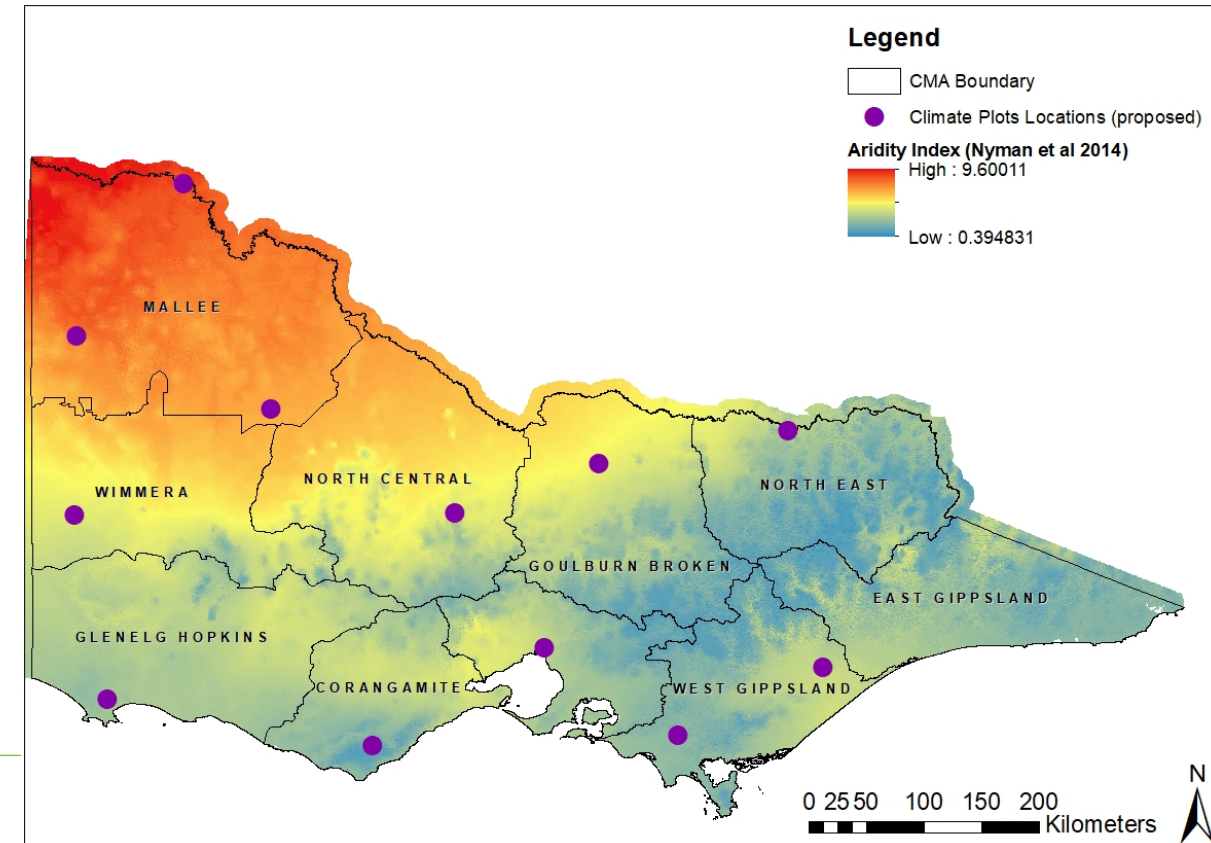 Legend
CMA Boundary
Climate Plots Locations (proposed)
Aridity Index (Nyman et al 2014)
High : 9.60011
Low : 0.394831
MALLEE
WIMMERA
NORTH CENTRAL
NORTH EAST
GOULBURN BROKEN
EAST GIPPSLAND
GLENELG HOPKINS
CORANGAMITE
WEST GIPPSLAND
N
0 25 50 100 150 200
Kilometers